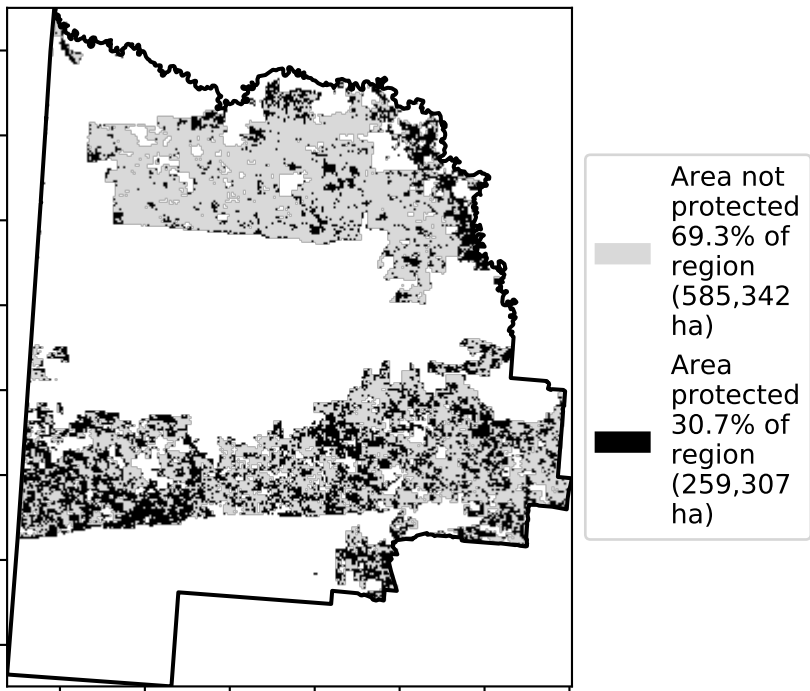 Area not
protected
69.3% of
region
(585,342
ha)
Area
protected
30.7% of
region
(259,307
ha)